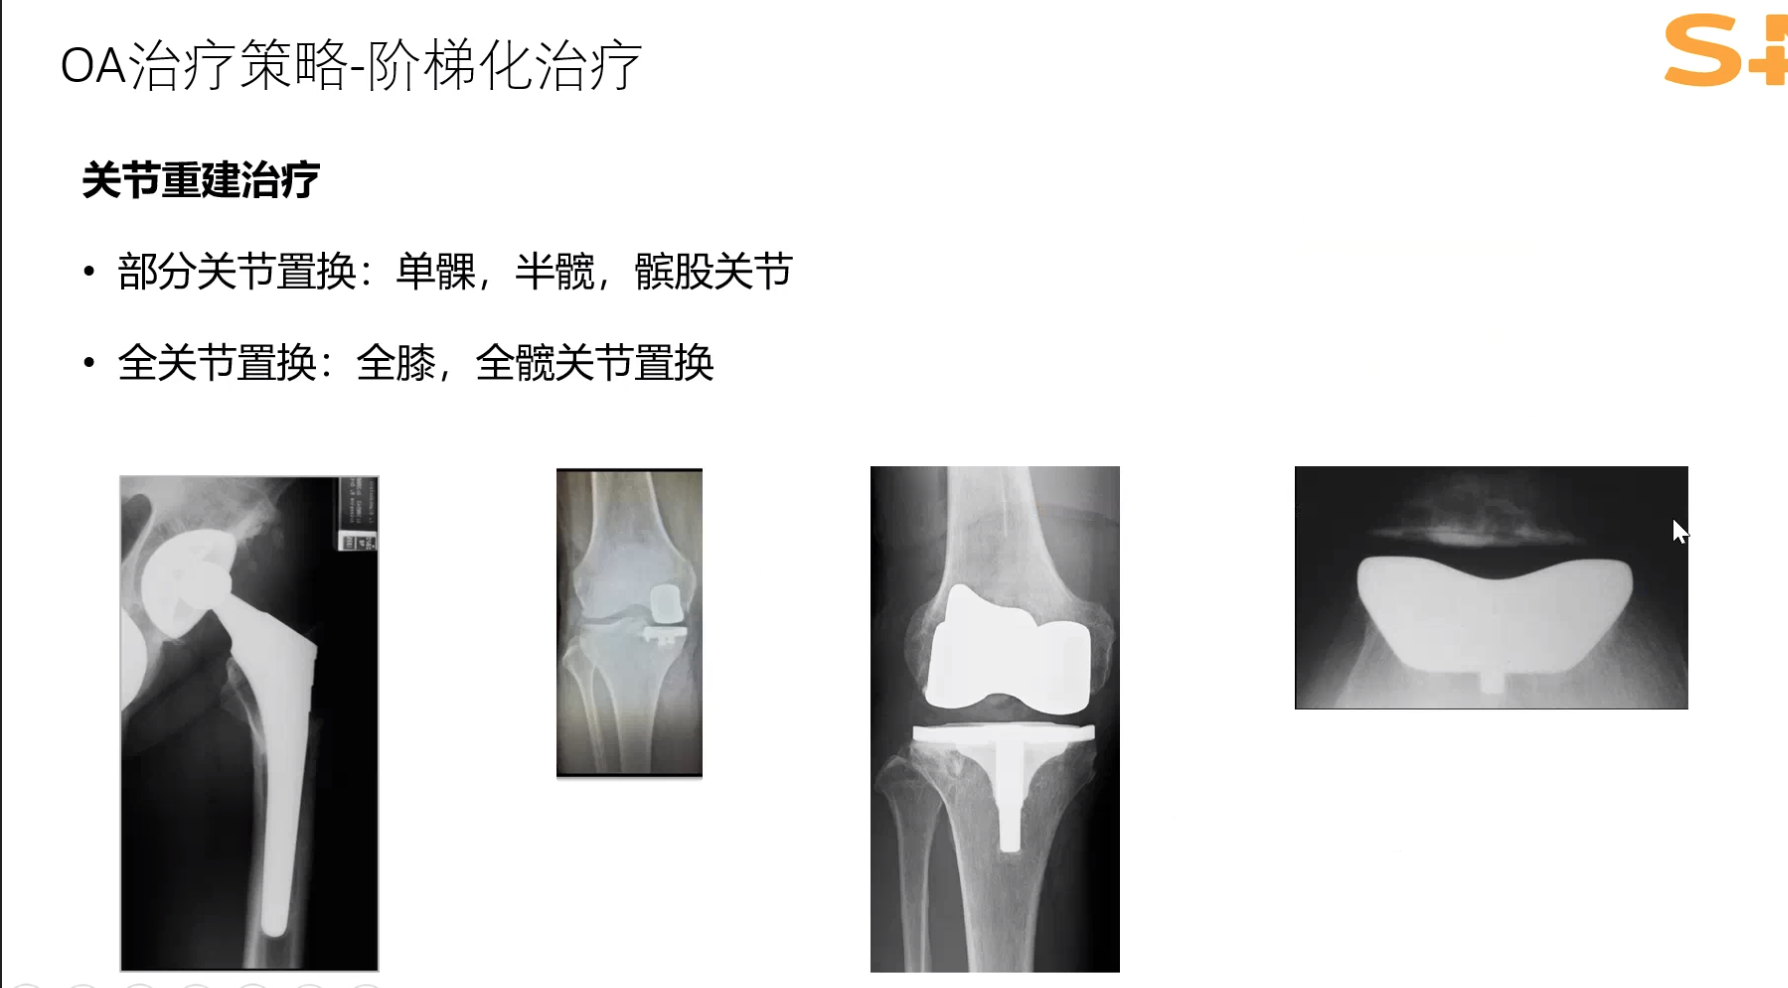 OA治疗策略-阶梯化治疗
关节重建治疗
• 部分关节置换：单髁，半髋，髌股关节
• 全关节置换：全膝，全髋关节置换